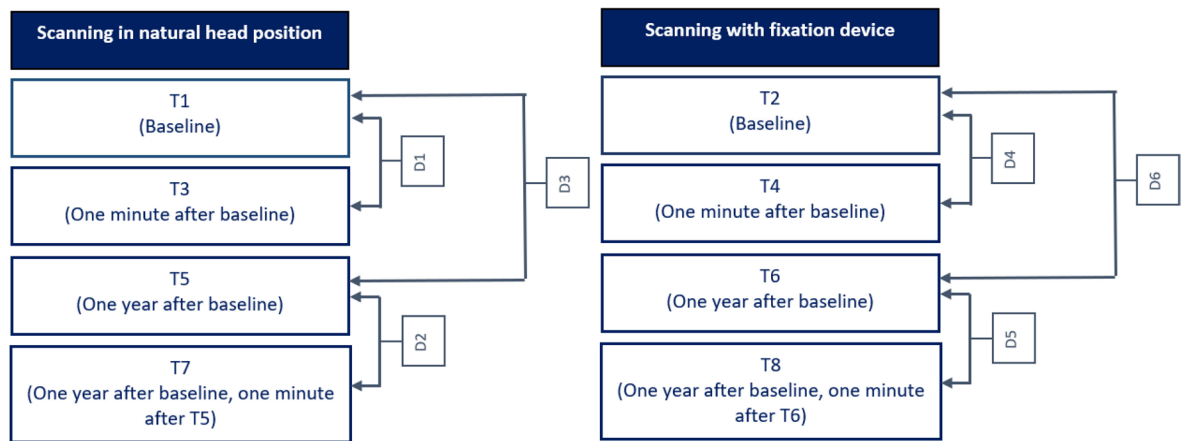 Scanning in natural head position
T1
(Baseline)
T3
(One minute after baseline)
T5
(One year after baseline)
T7
(One year after baseline, one minute
after T5)
D1
D2
D3
Scanning with fixation device
T2
(Baseline)
T4
(One minute after baseline)
T6
(One year after baseline)
T8
(One year after baseline, one minute
after T6)
D4
D5
D6